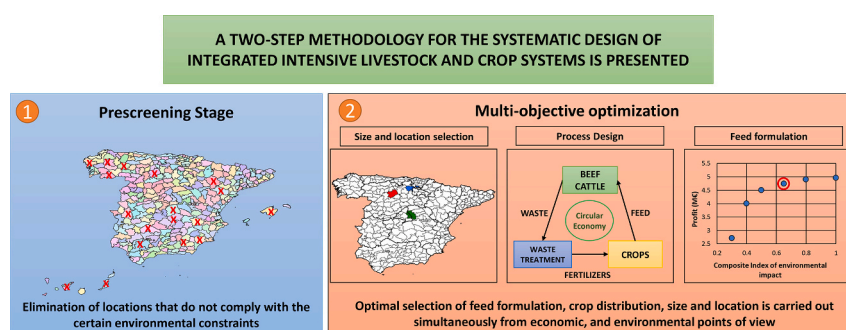 A TWO-STEP METHODOLOGY FOR THE SYSTEMATIC DESIGN OF
INTEGRATED INTENSIVE LIVESTOCK AND CROP SYSTEMS IS PRESENTED
1
Prescreening Stage
X X X X X X X X X X X X X X X X X X
Elimination of locations that do not comply with the
certain environmental constraints
2
Multi-objective optimization
Size and location selection
Process Design
BEEF
CATTLE
WASTE
Circular
Economy
FEED
WASTE
TREATMENT
CROPS
FERTILIZERS
Feed formulation
Profit (M€)
5.5
5
4.5
4
3.5
3
2.5
0.2
0.4
0.6
0.8
1
Composite Index of environmental
impact
Optimal selection of feed formulation, crop distribution, size and location is carried out
simultaneously from economic, and environmental points of view